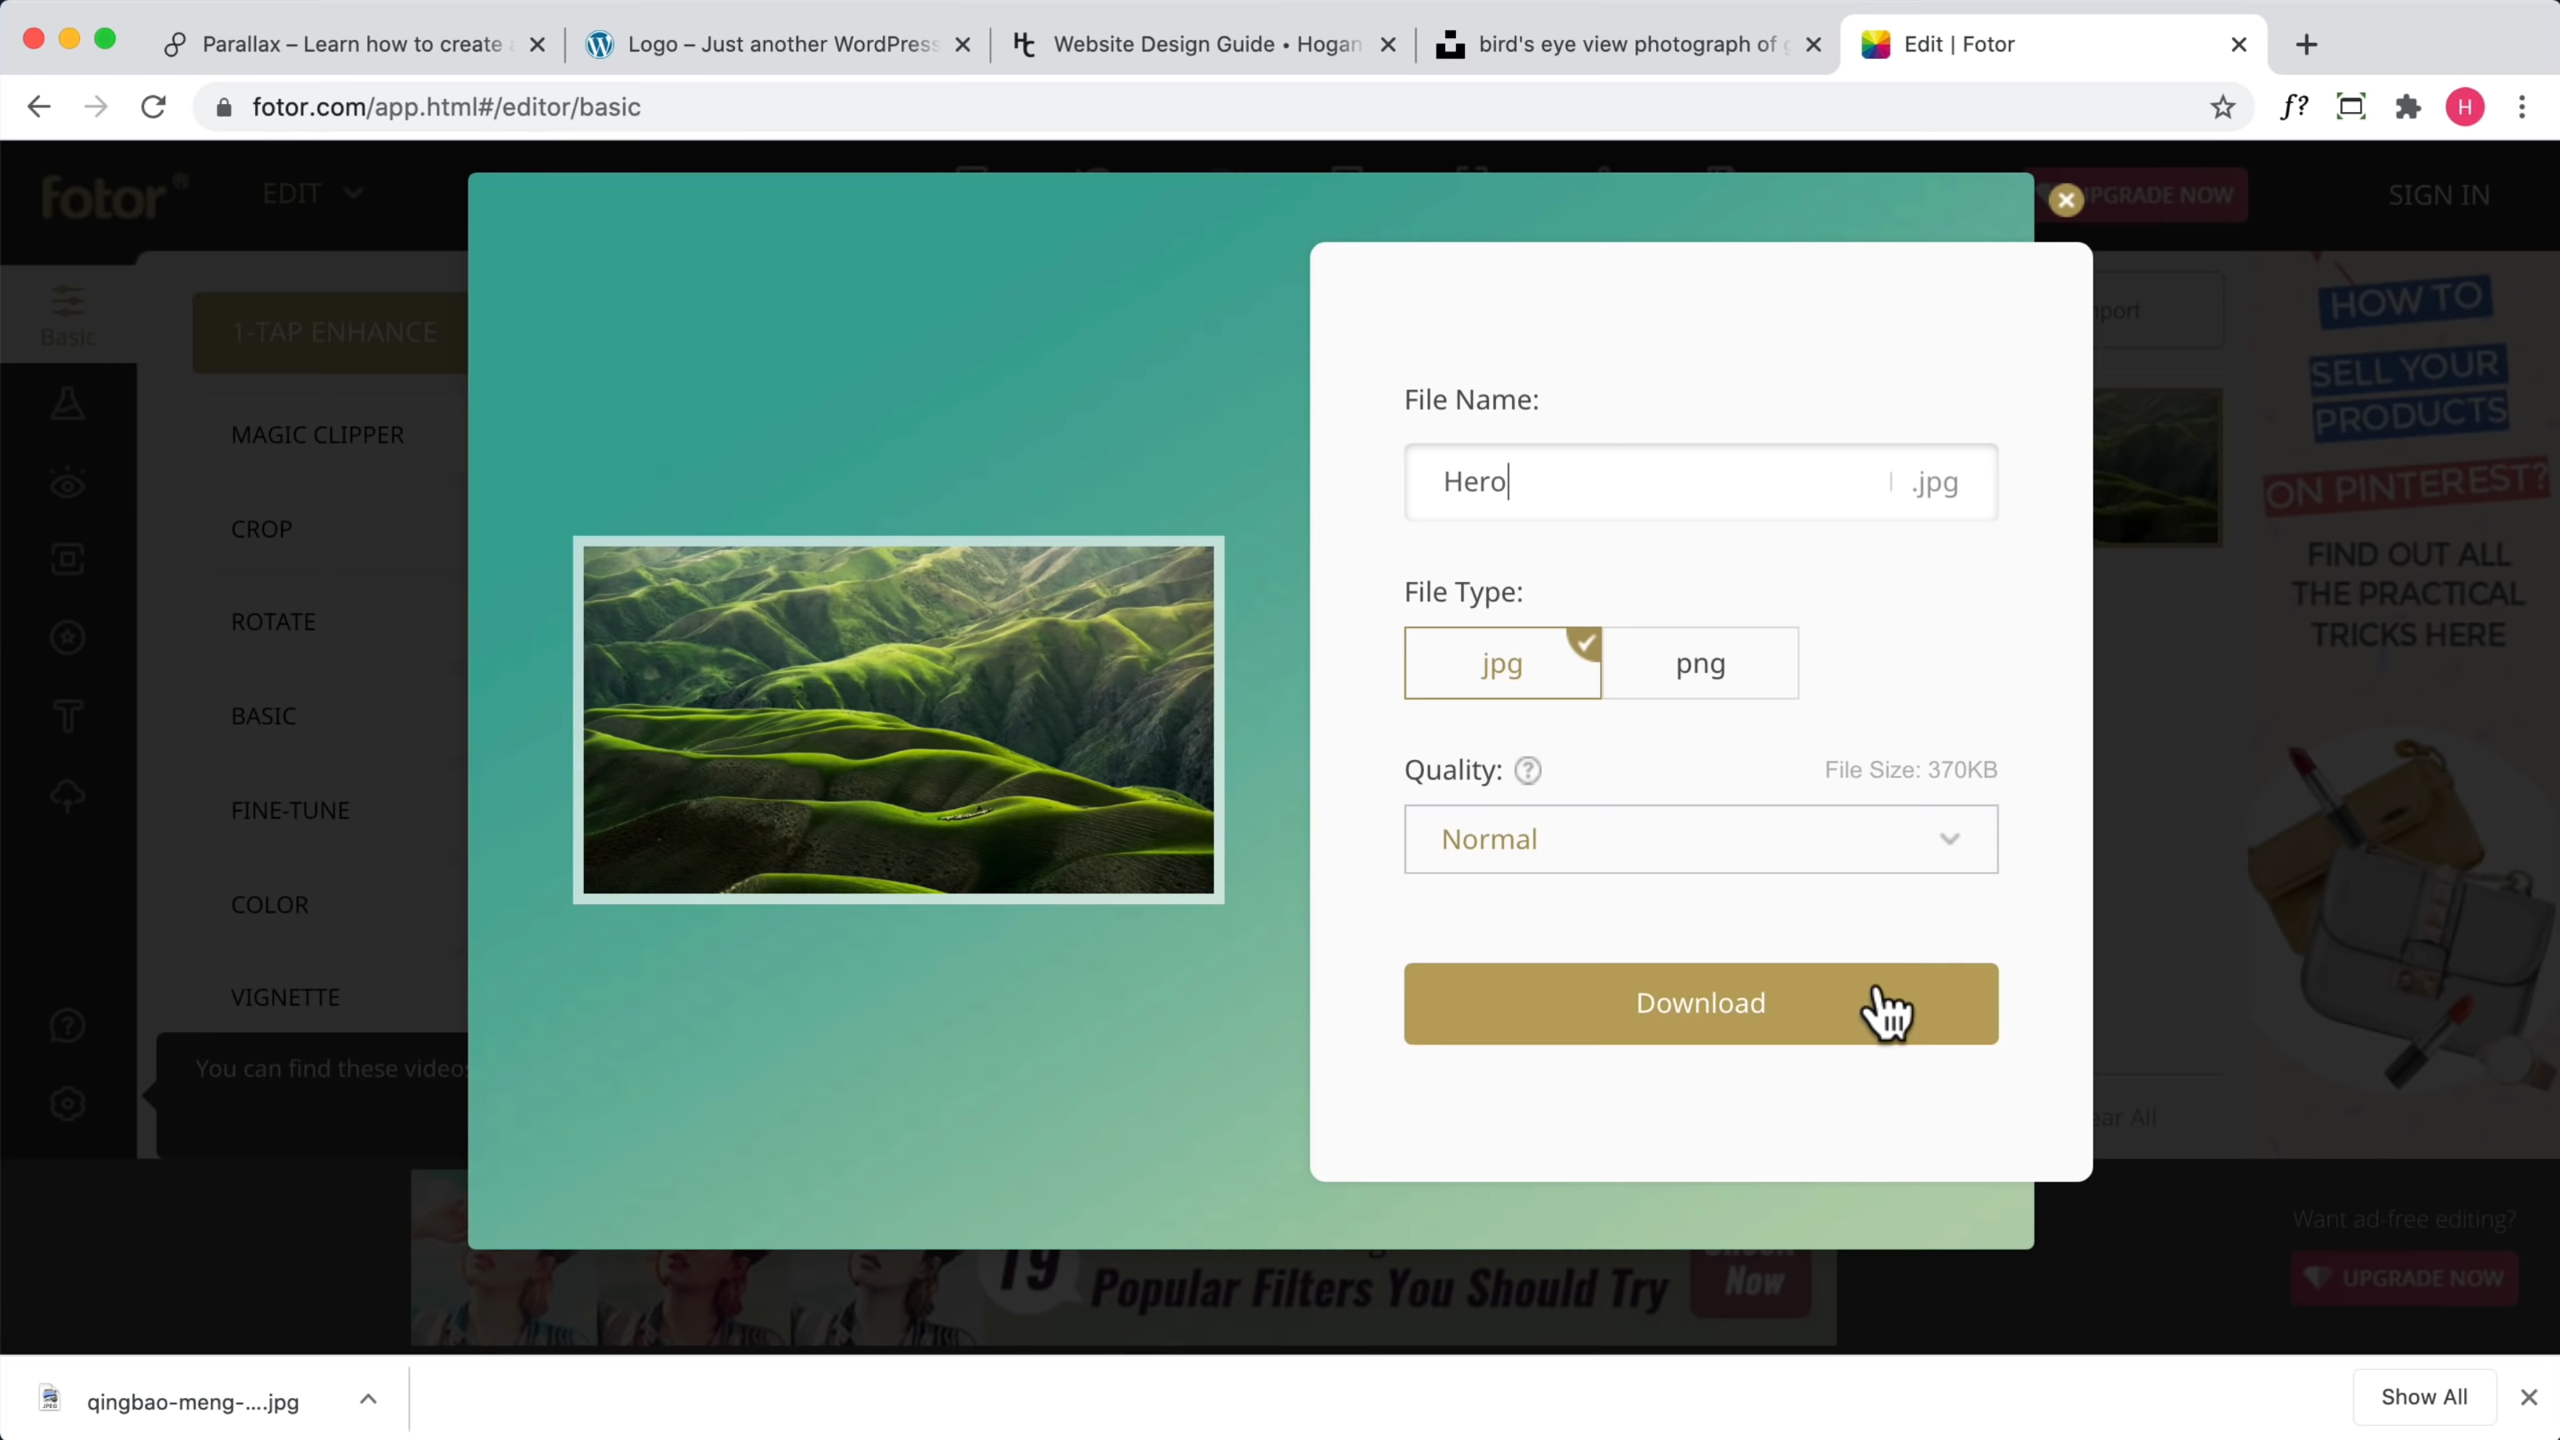 Parallax – Learn how to create
Logo – Just another WordPress
Hc
Website Design Guide • Hogan
bird's eye view photograph of
Edit | Fotor
fotor.com/app.html#/editor/basic
f?
H
fotor®
EDIT
UPGRADE NOW
SIGN IN
Basic
1-TAP ENHANCE
MAGIC CLIPPER
CROP
ROTATE
BASIC
FINE-TUNE
COLOR
VIGNETTE
You can find these videos
File Name:
Hero
.jpg
File Type:
jpg
png
Quality: ?
File Size: 370KB
Normal
Download
HOW TO
SELL YOUR
PRODUCTS
ON PINTEREST?
FIND OUT ALL
THE PRACTICAL
TRICKS HERE
19
Popular Filters You Should Try
Now
Want ad-free editing?
UPGRADE NOW
qingbao-meng-....jpg
Show All